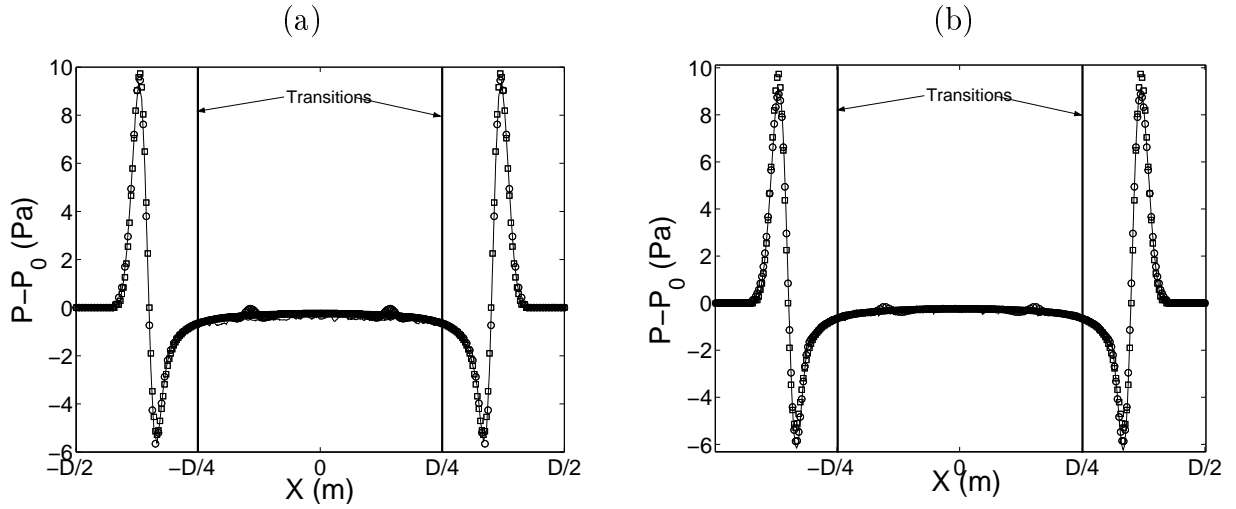 (a)
10
8
6
4
2
0
−2
−4
−6
Transitions
P−P0 (Pa)
−D/2
−D/4
0
D/4
D/2
X (m)
(b)
10
8
6
4
2
0
−2
−4
−6
Transitions
P−P0 (Pa)
−D/4
0
D/4
D/2
X (m)